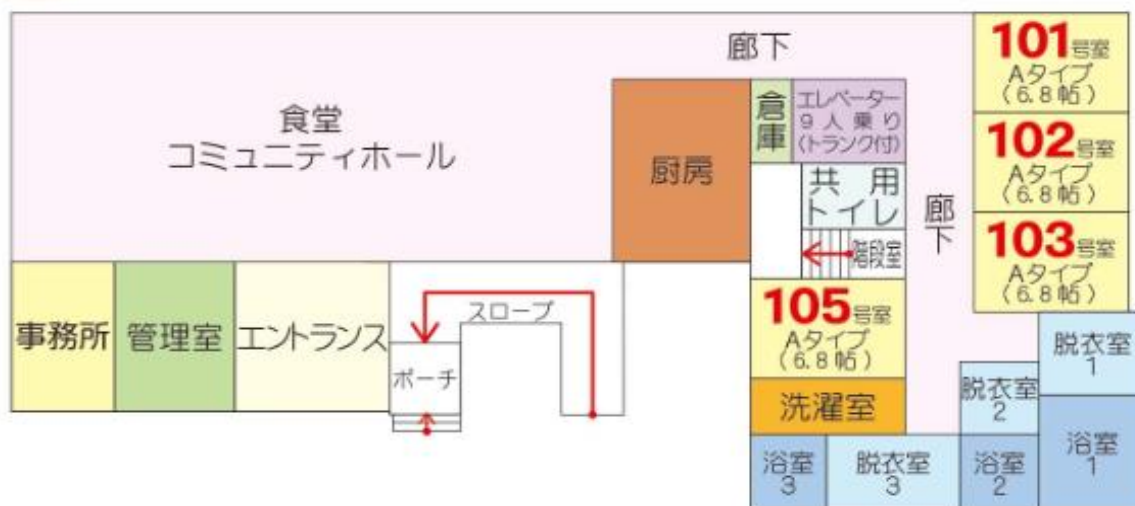 廊下
101号室
Aタイプ
(6.8帖)
食堂
コミュニティホール
厨房
倉庫
エレベーター
9人乗り
(トランク付)
102号室
Aタイプ
(6.8帖)
共用
トイレ
廊下
階段室
103号室
Aタイプ
(6.8帖)
事務所
管理室
エントランス
スロープ
ポーチ
105号室
Aタイプ
(6.8帖)
洗濯室
脱衣室
1
脱衣室
2
浴室
3
脱衣室
3
浴室
2
浴室
1